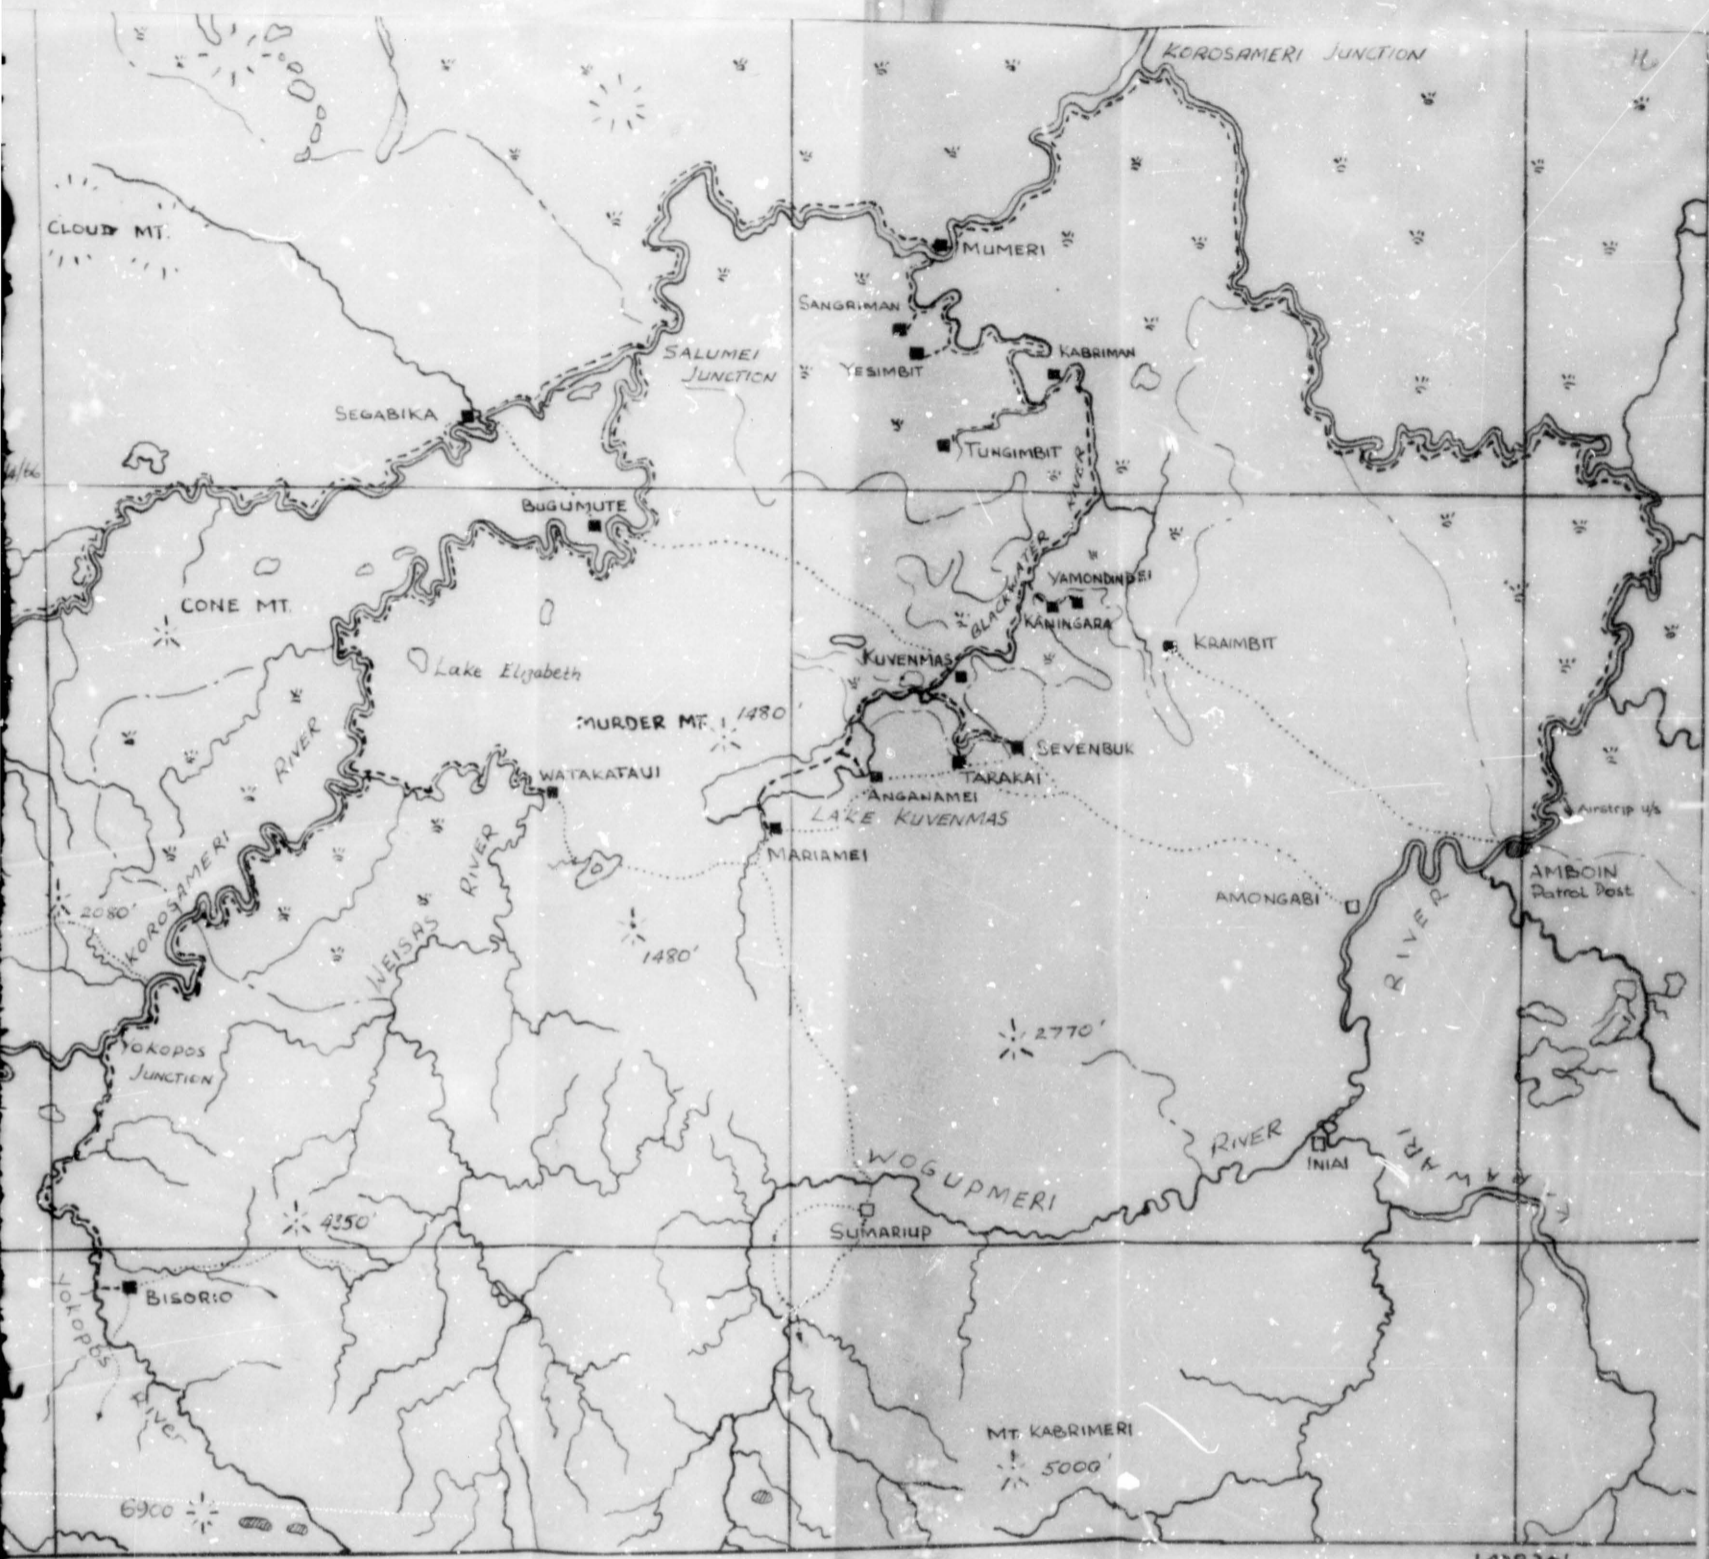 KOROSAMERI JUNCTION
CLOUD MT.
MUMERI
SANGRIMAN
SALUMEI
JUNCTION
YESIMBIT
KABRIMAN
SEGABIKA
TUNGIMBIT
BUGUMUTE
BLACKWATER RIVER
YAMONDINDEI
CONE MT.
KANINGARA
KRAIMBIT
KUVENMAS
Lake Elizabeth
MURDER MT. 1480'
SEVENBUK
WATAKATAUI
TARAKAI
ANGANAMEI
LAKE KUVENMAS
Airstrip U/S
MARIAMEI
AMBOIN
Patrol Post
AMONGABI
2080'
KOROSAMERI RIVER
WEISAS RIVER
1480'
RIVER
2770'
YOKOPOS
JUNCTION
WOGUPMERI RIVER
INIAI
4350'
SUMARIUP
BISORIO
YOKOPOS River
MT. KABRIMERI
5000'
6900